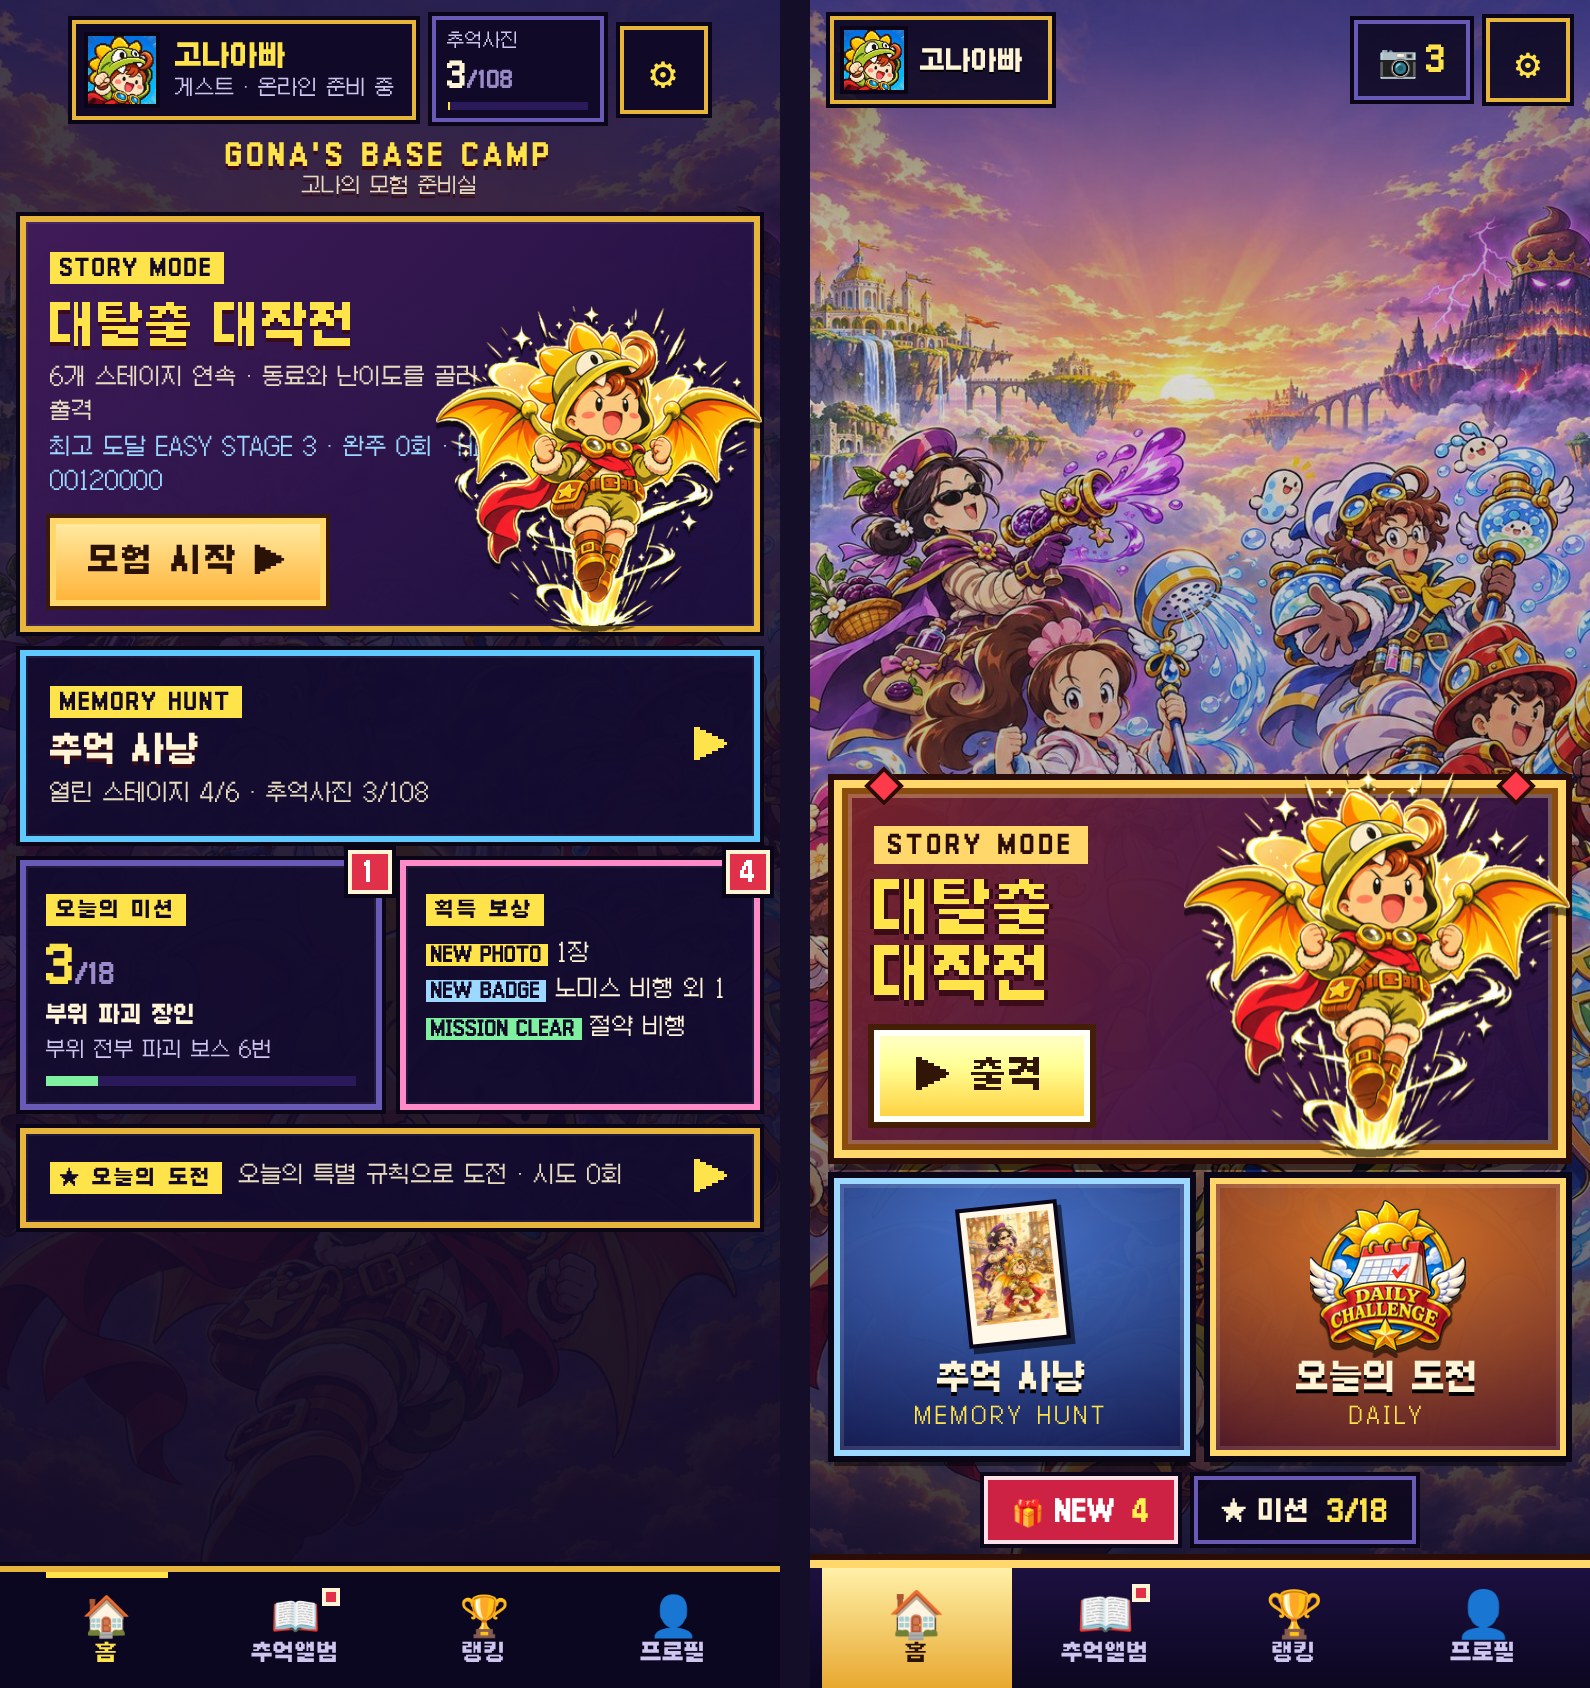 고나아빠
게스트 · 온라인 준비 중
추억사진
3/108
GONA'S BASE CAMP
고나의 모험 준비실
STORY MODE
대탈출 대작전
6개 스테이지 연속 · 동료와 난이도를 골라
출격
최고 도달 EASY STAGE 3 · 완주 0회 ·
00120000
모험 시작 ▶
MEMORY HUNT
추억 사냥
열린 스테이지 4/6 · 추억사진 3/108
1
오늘의 미션
3/18
부위 파괴 장인
부위 전부 파괴 보스 6번
4
획득 보상
NEW PHOTO 1장
NEW BADGE 노미스 비행 외 1
MISSION CLEAR 절약 비행
★ 오늘의 도전 오늘의 특별 규칙으로 도전 · 시도 0회
홈
추억앨범
랭킹
프로필
고나아빠
3
STORY MODE
대탈출
대작전
▶ 출격
DAILY
CHALLENGE
추억 사냥
MEMORY HUNT
오늘의 도전
DAILY
NEW 4
★ 미션 3/18
홈
추억앨범
랭킹
프로필